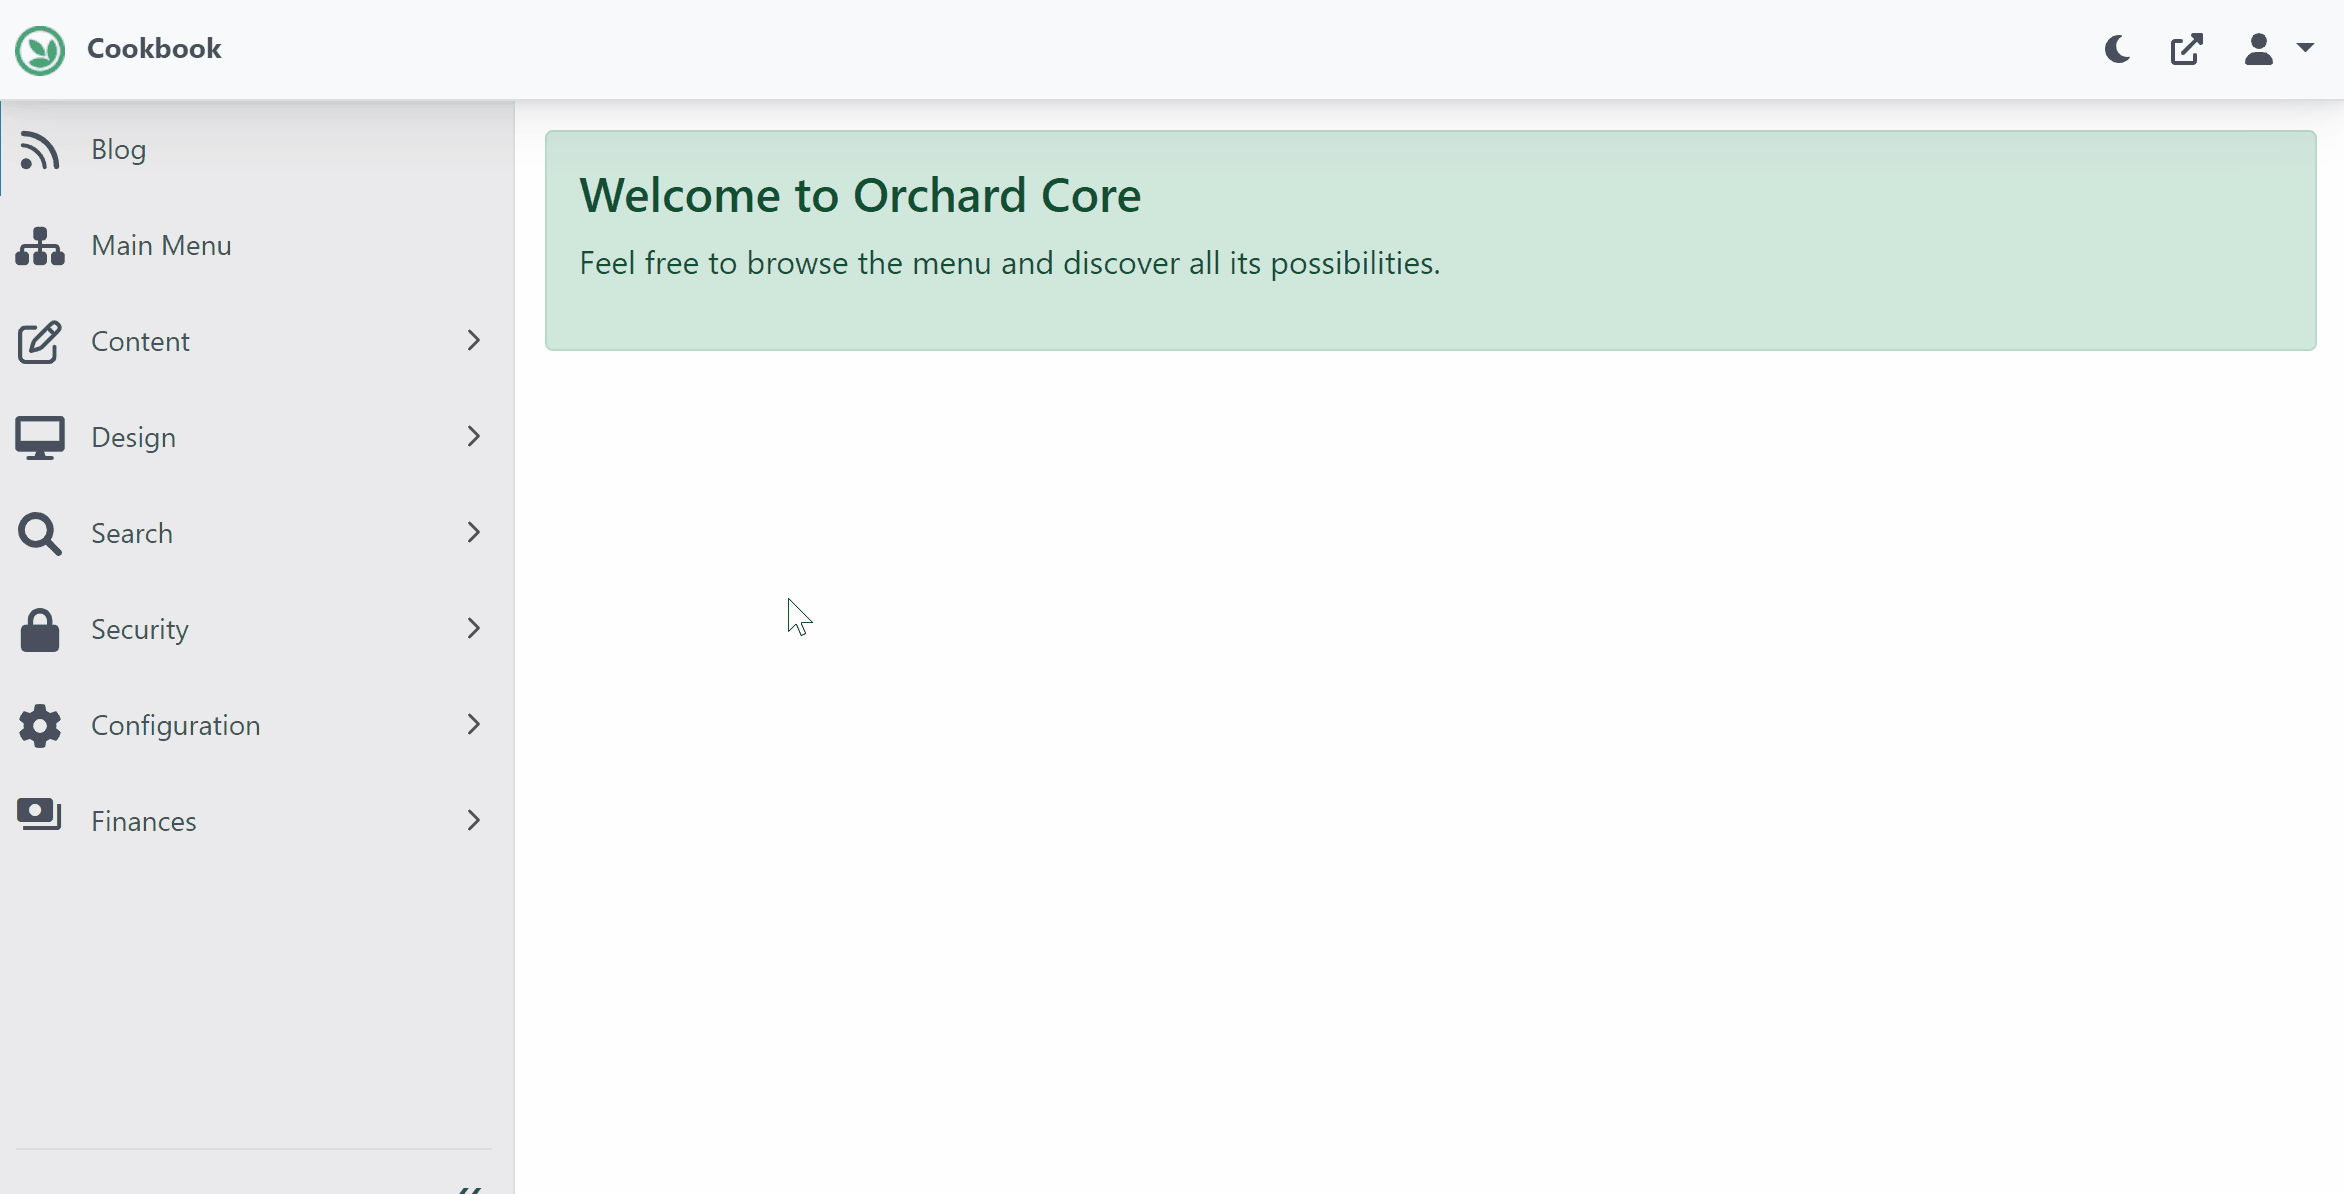 Cookbook
Blog
Main Menu
Content
Design
Search
Security
Configuration
Finances
Welcome to Orchard Core
Feel free to browse the menu and discover all its possibilities.